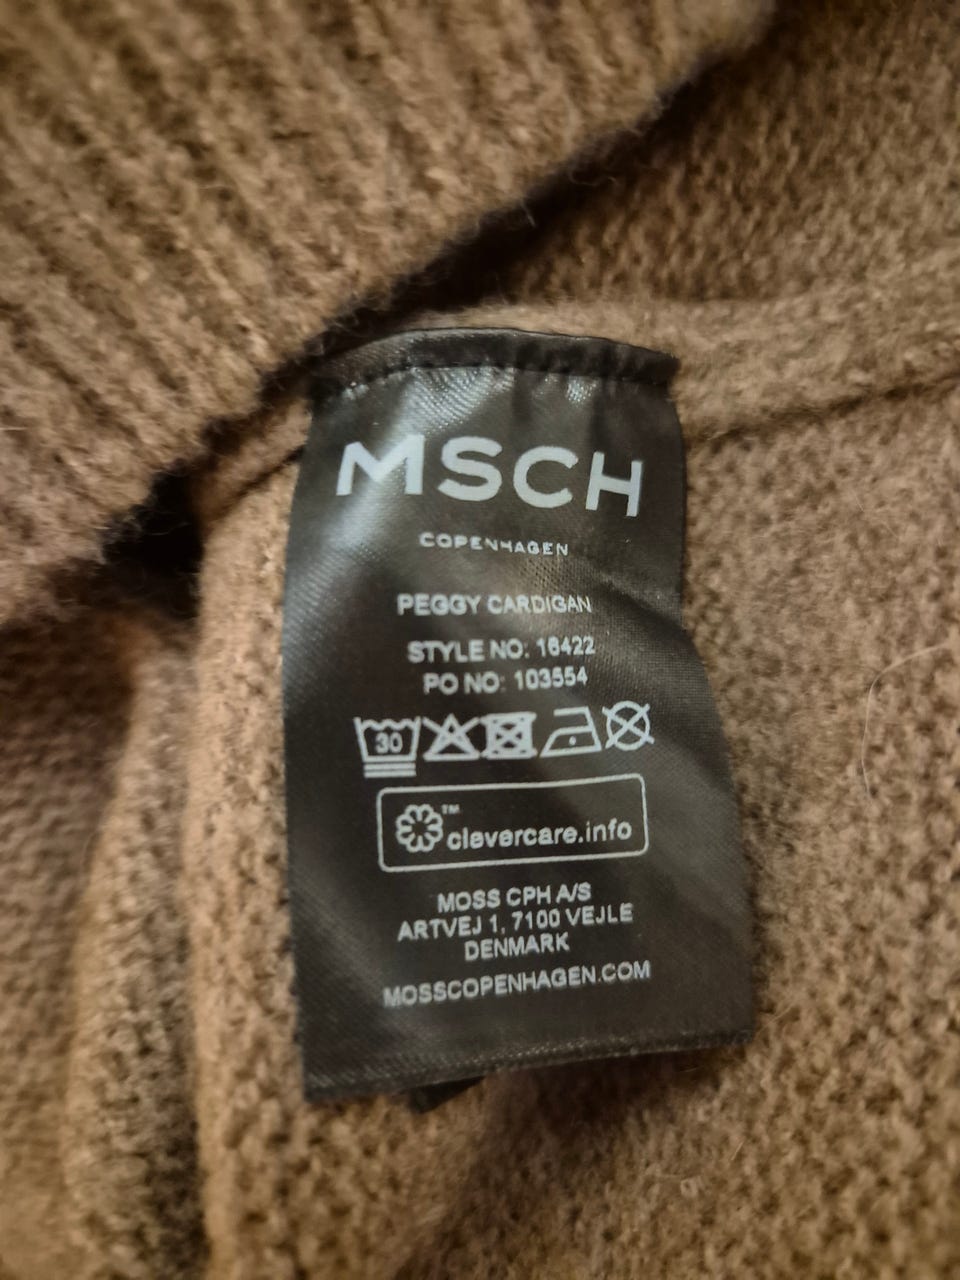 MSCH
COPENHAGEN
PEGGY CARDIGAN
STYLE NO: 16422
PO NO: 103554
30
™
clevercare.info
MOSS CPH A/S
ARTVEJ 1, 7100 VEJLE
DENMARK
MOSSCOPENHAGEN.COM